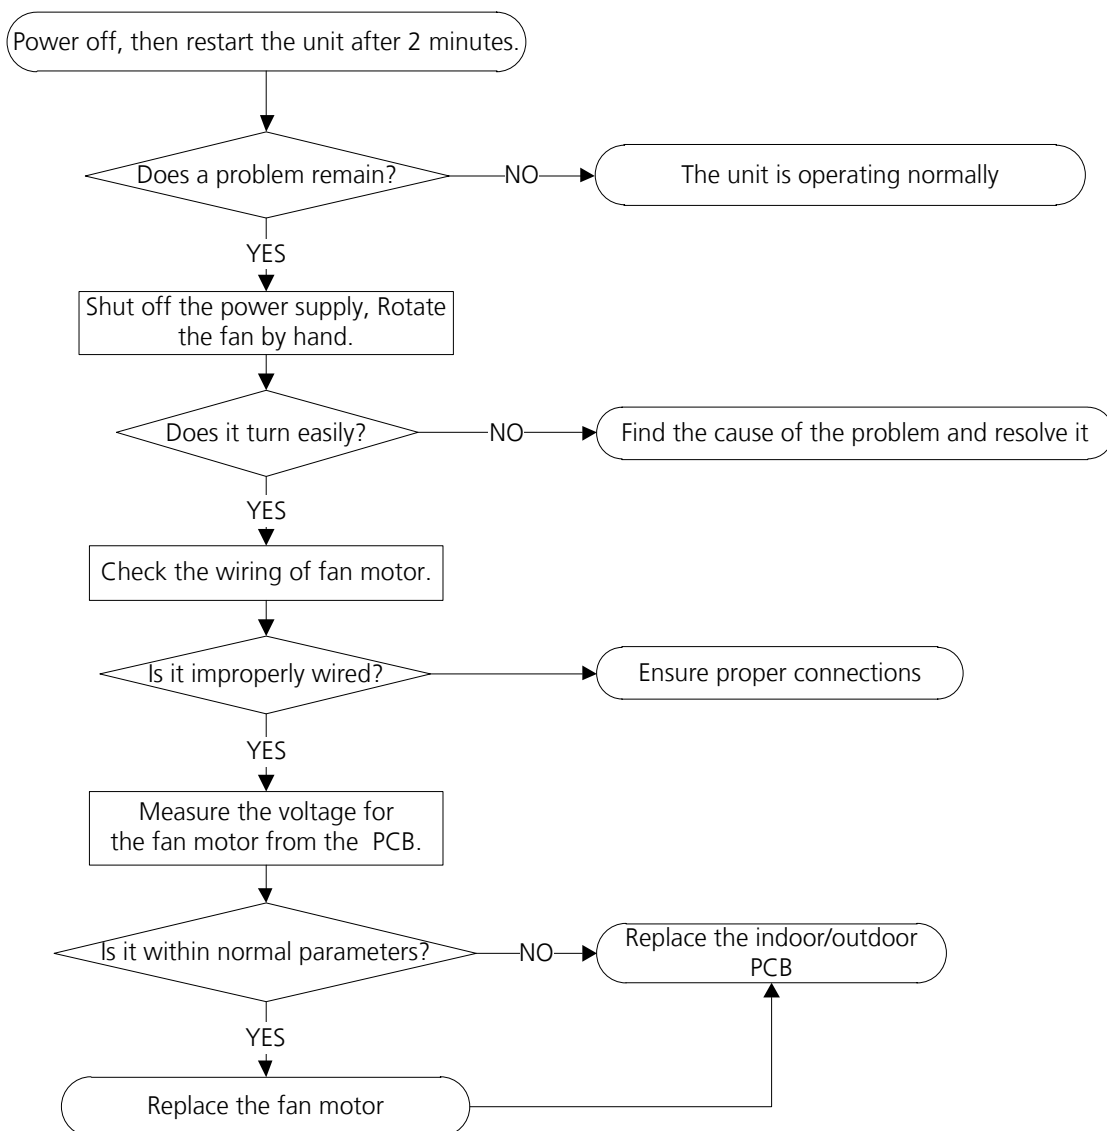 Power off, then restart the unit after 2 minutes.
Does a problem remain?
NO
The unit is operating normally
YES
Shut off the power supply, Rotate
the fan by hand.
Does it turn easily?
NO
Find the cause of the problem and resolve it
YES
Check the wiring of fan motor.
Is it improperly wired?
Ensure proper connections
YES
Measure the voltage for
the fan motor from the PCB.
Is it within normal parameters?
NO
Replace the indoor/outdoor
PCB
YES
Replace the fan motor